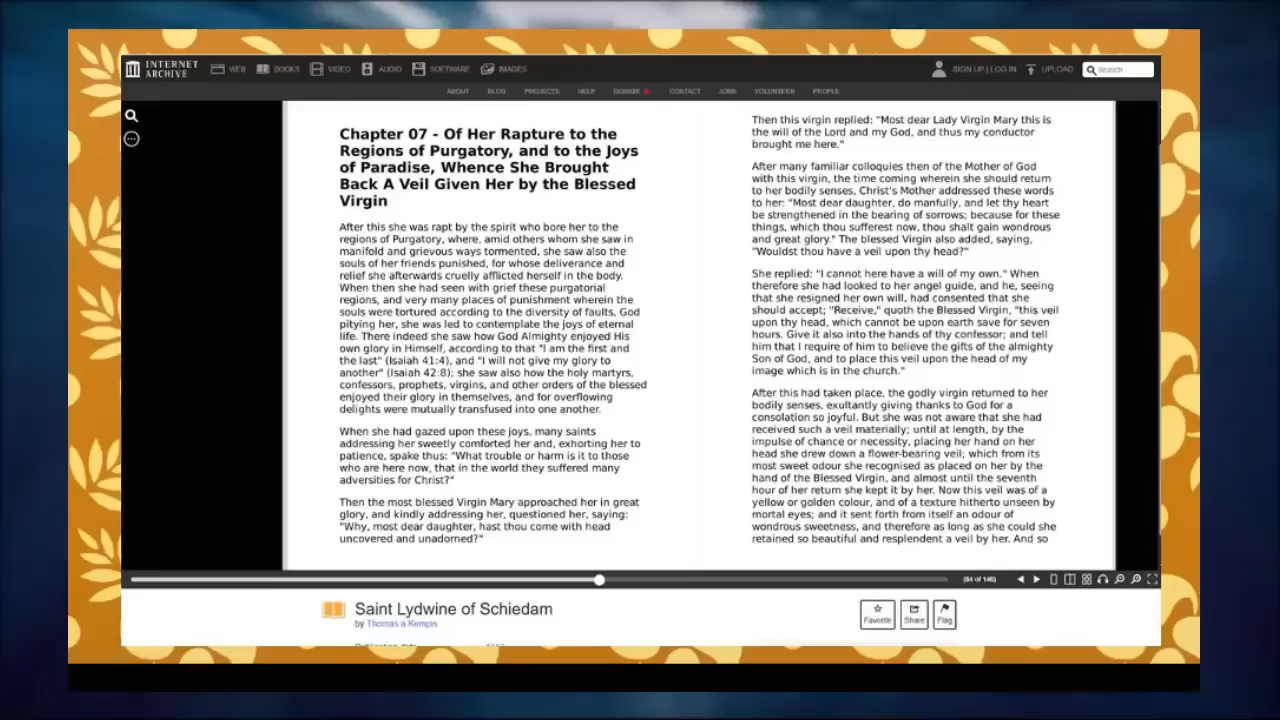 INTERNET
ARCHIVE
WEB
BOOKS
VIDEO
AUDIO
SOFTWARE
IMAGES
SIGN UP | LOG IN
UPLOAD
Search
ABOUT
BLOG
PROJECTS
HELP
DONATE
CONTACT
JOBS
VOLUNTEER
PEOPLE
Chapter 07 - Of Her Rapture to the
Regions of Purgatory, and to the Joys
of Paradise, Whence She Brought
Back A Veil Given Her by the Blessed
Virgin
After this she was rapt by the spirit who bore her to the
regions of Purgatory, where, amid others whom she saw in
manifold and grievous ways tormented, she saw also the
souls of her friends punished, for whose deliverance and
relief she afterwards cruelly afflicted herself in the body.
When then she had seen with grief these purgatorial
regions, and very many places of punishment wherein the
souls were tortured according to the diversity of faults, God
pitying her, she was led to contemplate the joys of eternal
life. There indeed she saw how God Almighty enjoyed His
own glory in Himself, according to that "I am the first and
the last" (Isaiah 41:4), and "I will not give my glory to
another" (Isaiah 42:8); she saw also how the holy martyrs,
confessors, prophets, virgins, and other orders of the blessed
enjoyed their glory in themselves, and for overflowing
delights were mutually transfused into one another.
When she had gazed upon these joys, many saints
addressing her sweetly comforted her and, exhorting her to
patience, spake thus: "What trouble or harm is it to those
who are here now, that in the world they suffered many
adversities for Christ?"
Then the most blessed Virgin Mary approached her in great
glory, and kindly addressing her, questioned her, saying:
"Why, most dear daughter, hast thou come with head
uncovered and unadorned?"
Then this virgin replied: "Most dear Lady Virgin Mary this is
the will of the Lord and my God, and thus my conductor
brought me here."
After many familiar colloquies then of the Mother of God
with this virgin, the time coming wherein she should return
to her bodily senses, Christ's Mother addressed these words
to her: "Most dear daughter, do manfully, and let thy heart
be strengthened in the bearing of sorrows; because for these
things, which thou sufferest now, thou shalt gain wondrous
and great glory." The blessed Virgin also added, saying,
"Wouldst thou have a veil upon thy head?"
She replied: "I cannot here have a will of my own." When
therefore she had looked to her angel guide, and he, seeing
that she resigned her own will, had consented that she
should accept; "Receive," quoth the Blessed Virgin, "this veil
upon thy head, which cannot be upon earth save for seven
hours. Give it also into the hands of thy confessor; and tell
him that I require of him to believe the gifts of the almighty
Son of God, and to place this veil upon the head of my
image which is in the church."
After this had taken place, the godly virgin returned to her
bodily senses, exultantly giving thanks to God for a
consolation so joyful. But she was not aware that she had
received such a veil materially; until at length, by the
impulse of chance or necessity, placing her hand on her
head she drew down a flower-bearing veil; which from its
most sweet odour she recognised as placed on her by the
hand of the Blessed Virgin, and almost until the seventh
hour of her return she kept it by her. Now this veil was of a
yellow or golden colour, and of a texture hitherto unseen by
mortal eyes; and it sent forth from itself an odour of
wondrous sweetness, and therefore as long as she could she
retained so beautiful and resplendent a veil by her. And so
Saint Lydwine of Schiedam
by Thomas a Kempis
Favorite
Share
Flag